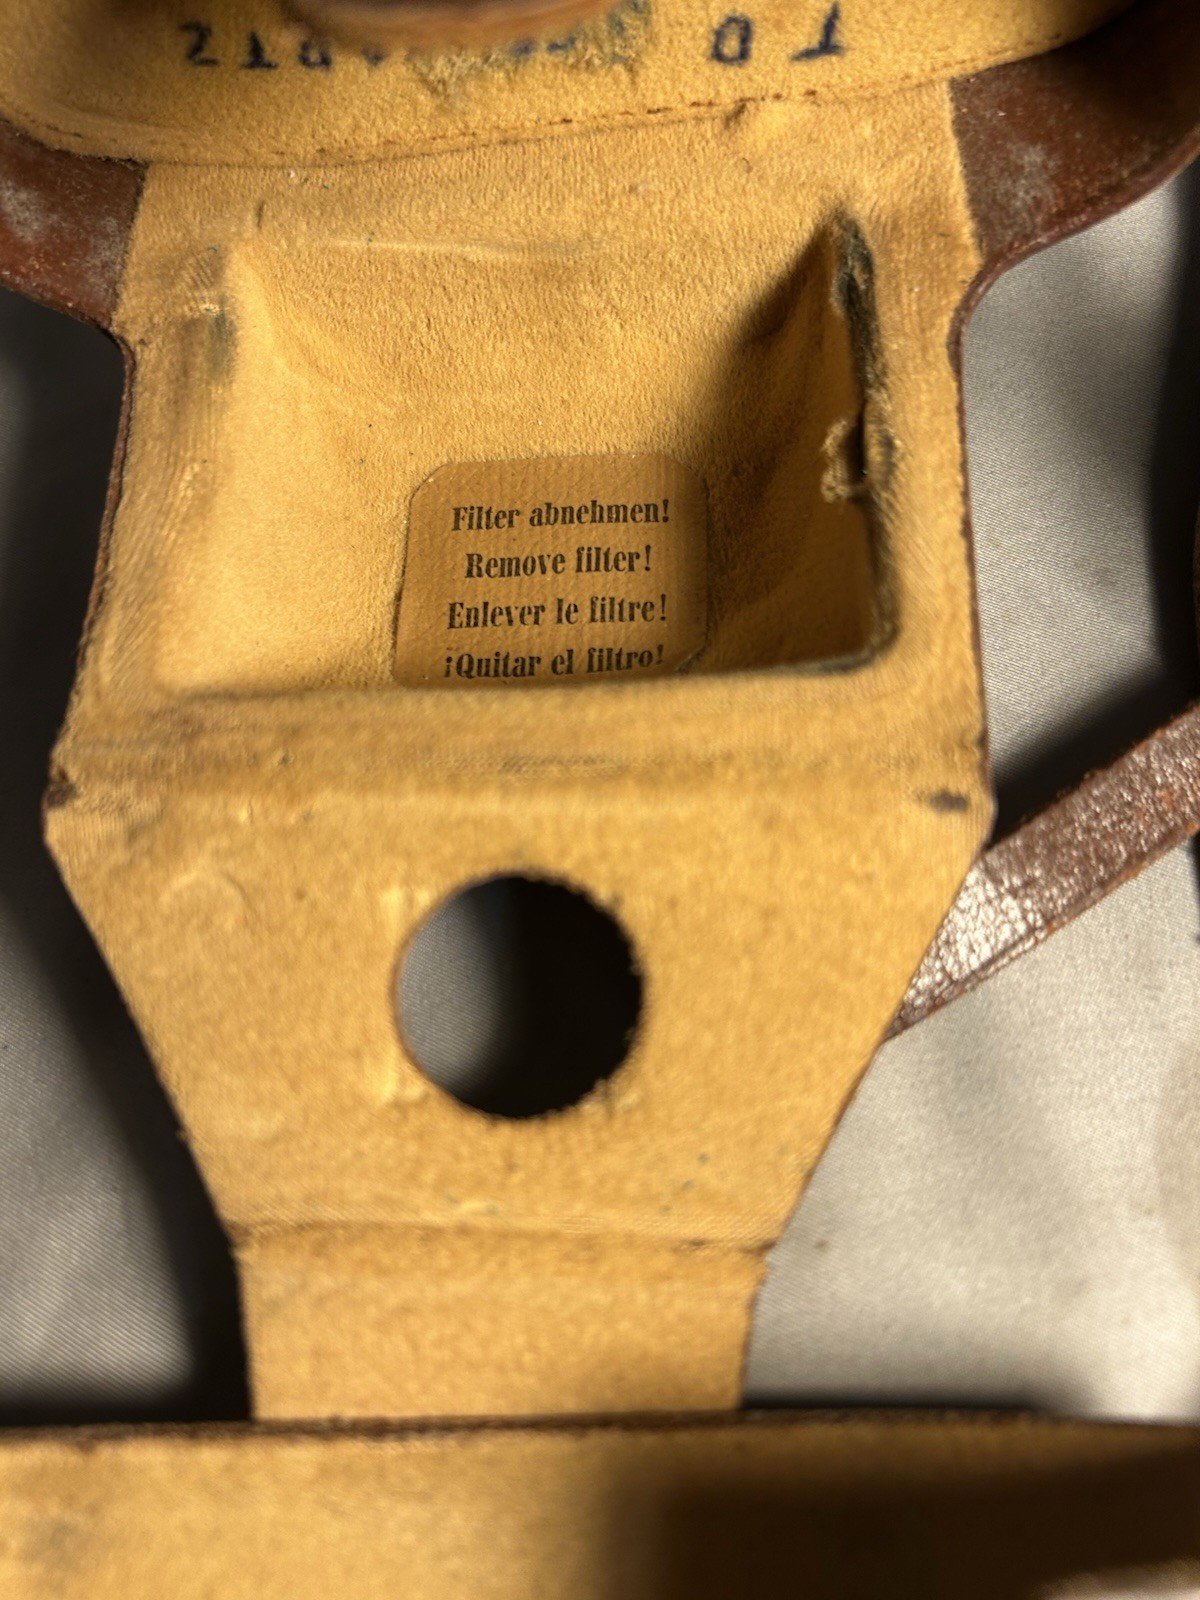 Filter abnehmen!
Remove filter!
Enlever le filtre!
¡Quitar el filtro!